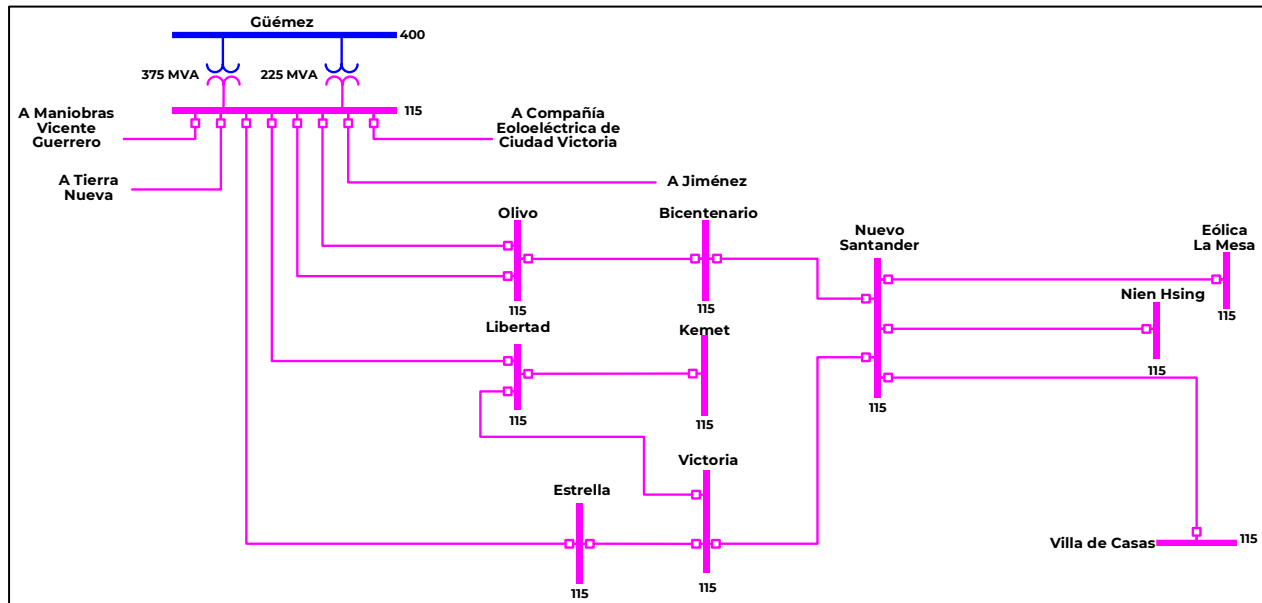 Güémez
400
375 MVA
225 MVA
115
A Maniobras
Vicente
Guerrero
A Compañía
Eoloeléctrica de
Ciudad Victoria
A Tierra
Nueva
A Jiménez
Olivo
115
Bicentenario
115
Nuevo
Santander
115
Eólica
La Mesa
115
Nien Hsing
115
Libertad
115
Kemet
115
Victoria
115
Estrella
115
Villa de Casas
115